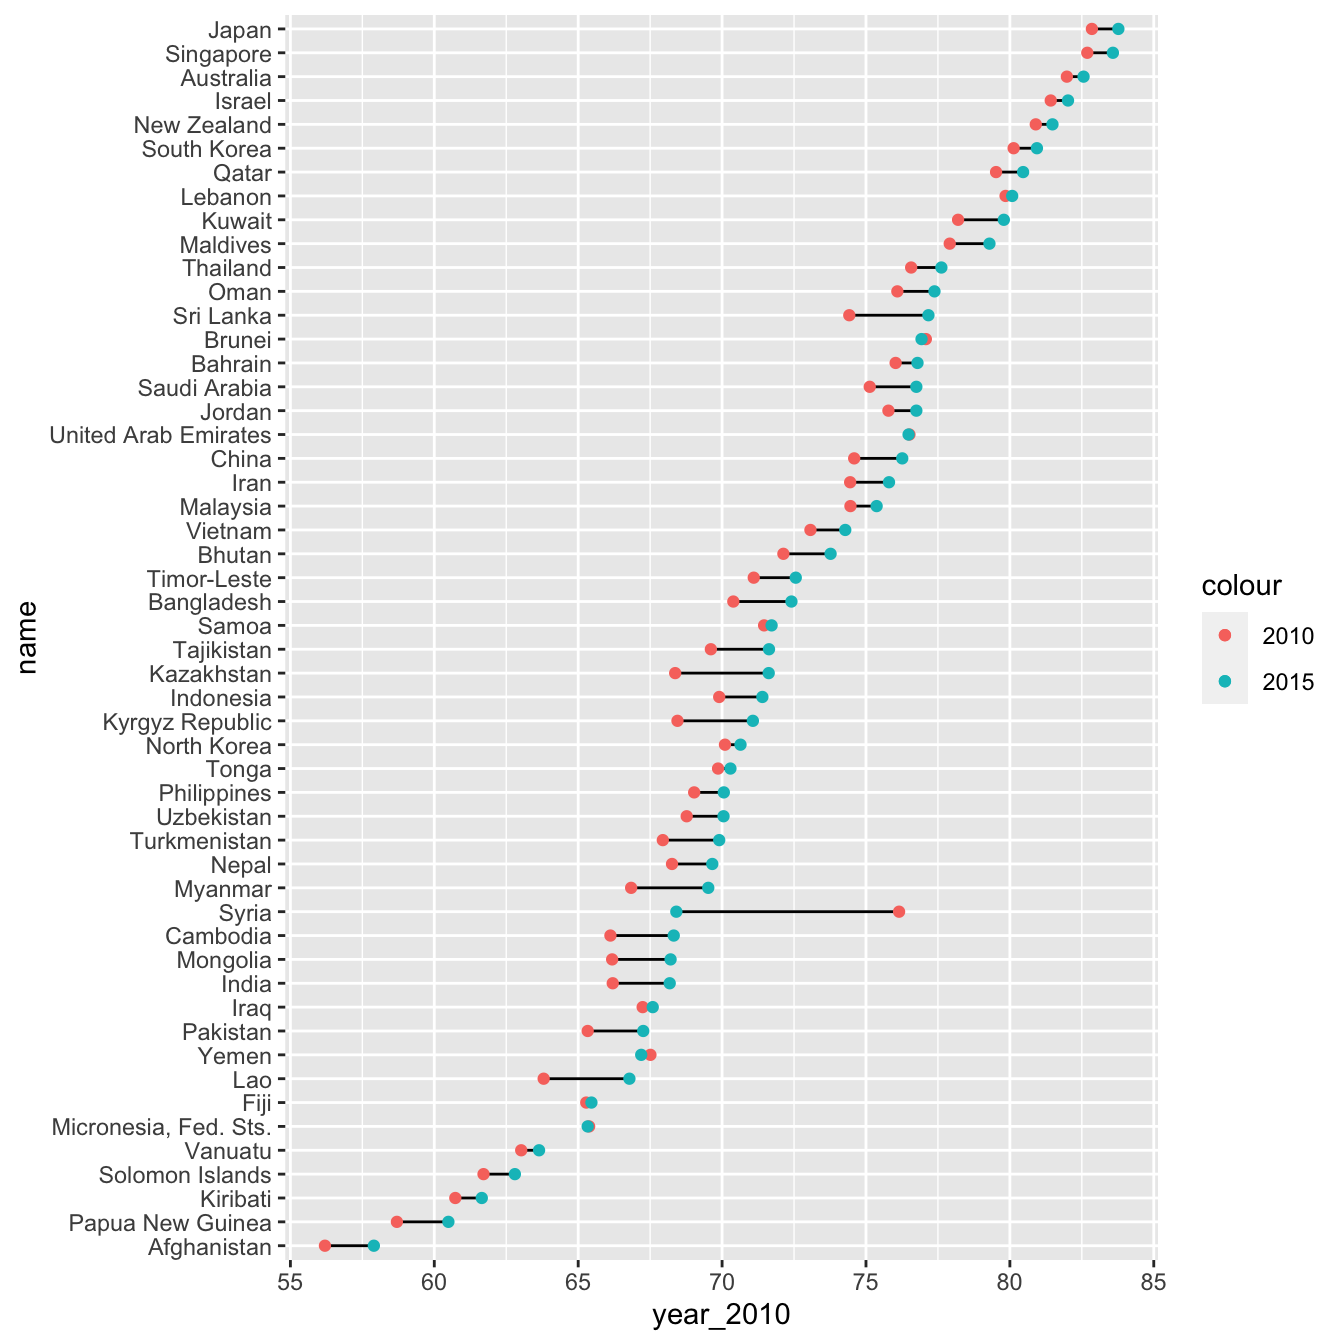 Japan
Singapore
Australia
Israel
New Zealand
South Korea
Qatar
Lebanon
Kuwait
Maldives
Thailand
Oman
Sri Lanka
Brunei
Bahrain
Saudi Arabia
Jordan
United Arab Emirates
China
Iran
Malaysia
Vietnam
Bhutan
Timor-Leste
Bangladesh
Samoa
Tajikistan
Kazakhstan
Indonesia
Kyrgyz Republic
North Korea
Tonga
Philippines
Uzbekistan
Turkmenistan
Nepal
Myanmar
Syria
Cambodia
Mongolia
India
Iraq
Pakistan
Yemen
Lao
Fiji
Micronesia, Fed. Sts.
Vanuatu
Solomon Islands
Kiribati
Papua New Guinea
Afghanistan
name
55 60 65 70 75 80 85
year_2010
colour
2010
2015